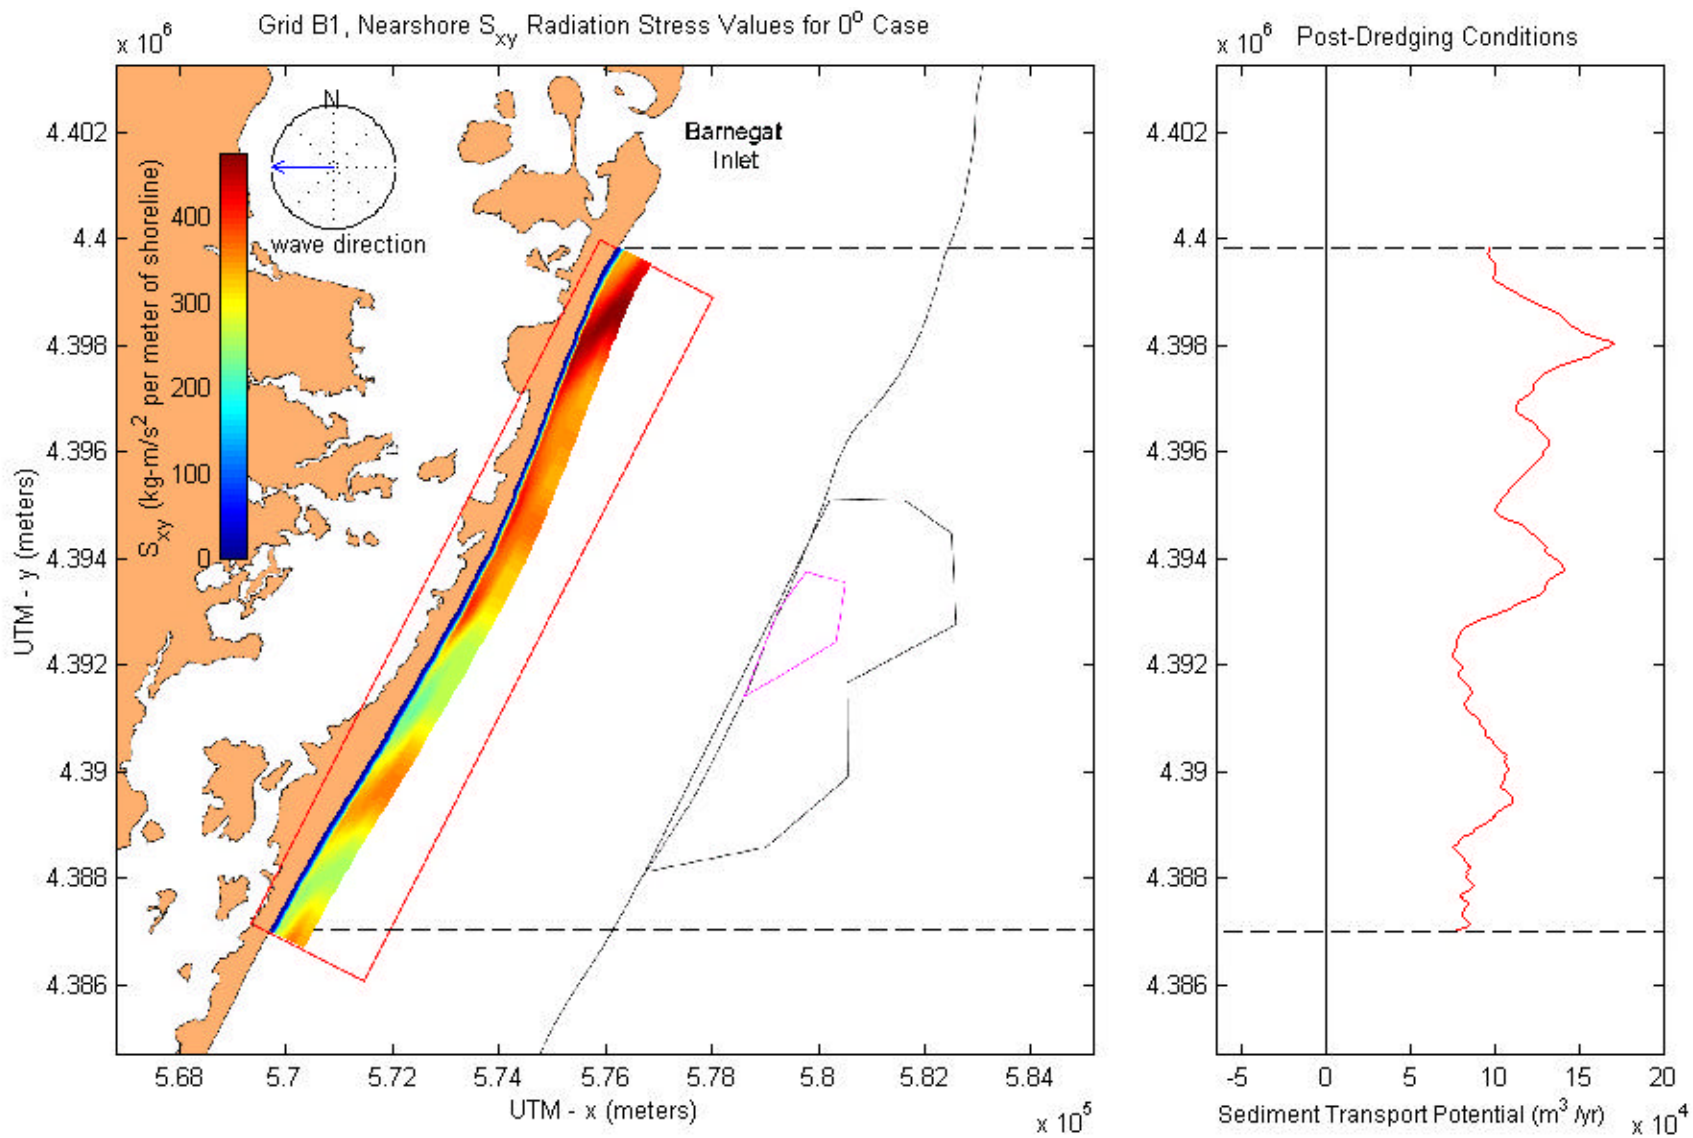 Grid B1, Nearshore Sxy Radiation Stress Values for 0º Case
x 10^6
N
wave direction
Barnegat
Inlet
Sxy (kg-m/s² per meter of shoreline)
400
300
200
100
0
4.402
4.4
4.398
4.396
4.394
4.392
4.39
4.388
4.386
UTM - y (meters)
5.68 5.7 5.72 5.74 5.76 5.78 5.8 5.82 5.84
UTM - x (meters)
x 10^5
x 10^6
Post-Dredging Conditions
4.402
4.4
4.398
4.396
4.394
4.392
4.39
4.388
4.386
-5 0 5 10 15 20
Sediment Transport Potential (m³ /yr)
x 10^4